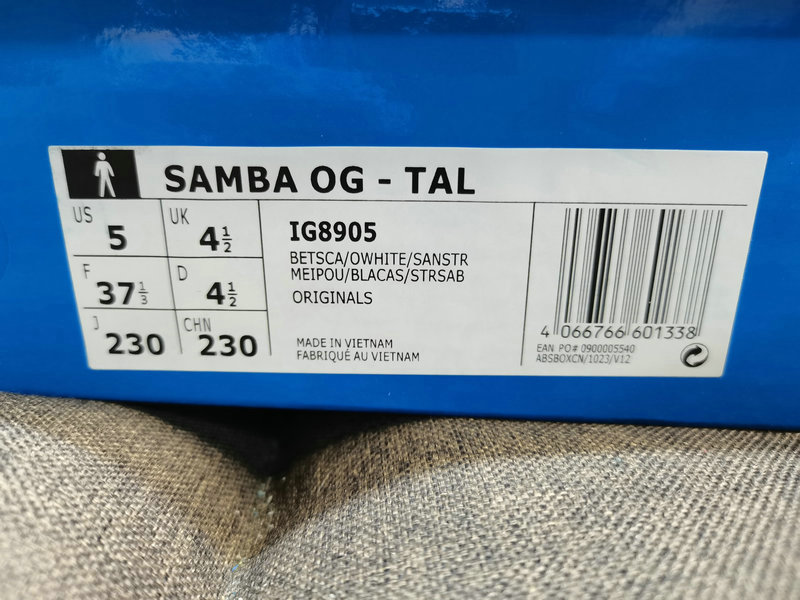 SAMBA OG - TAL
US 5 UK 4½
F 37⅓ D 4½
J 230 CHN 230
IG8905
BETSCA/OWHITE/SANSTR
MEIPOU/BLACAS/STRSAB
ORIGINALS
MADE IN VIETNAM
FABRIQUÉ AU VIETNAM
4 066766 601338
EAN PO# 0900005540
ABSBOXCN/1023/V12